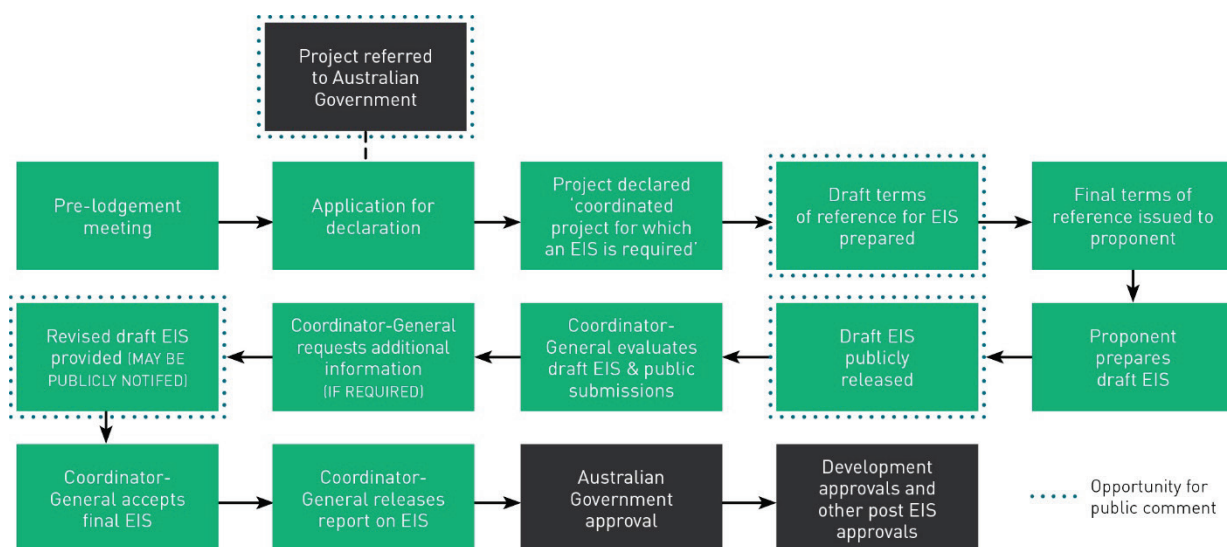 Project referred
to Australian
Government
Pre-lodgement
meeting
Application for
declaration
Project declared
‘coordinated
project for which
an EIS is required’
Draft terms
of reference for EIS
prepared
Final terms of
reference issued to
proponent
Revised draft EIS
provided (MAY BE
PUBLICLY NOTIFED)
Coordinator-General
requests additional
information
(IF REQUIRED)
Coordinator-
General evaluates
draft EIS & public
submissions
Draft EIS
publicly
released
Proponent
prepares
draft EIS
Coordinator-
General accepts
final EIS
Coordinator-
General releases
report on EIS
Australian
Government
approval
Development
approvals and
other post EIS
approvals
Opportunity for
public comment